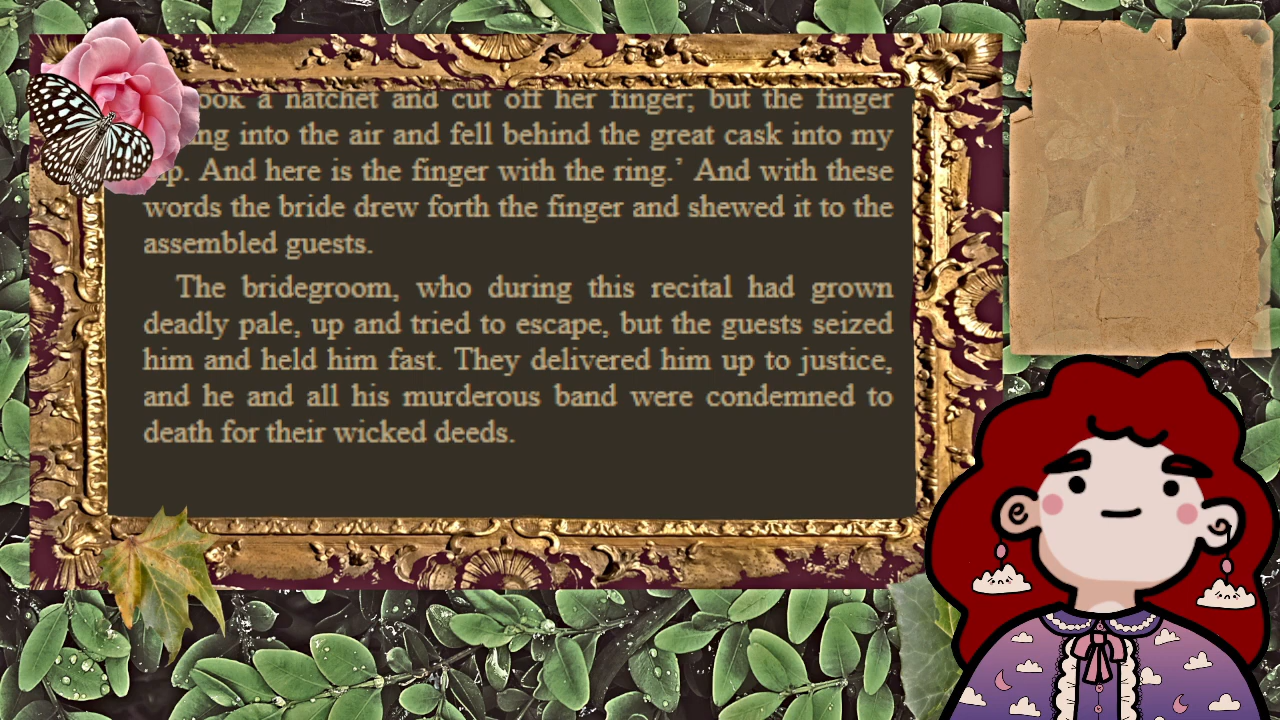 a hatchet and cut off her finger; but the finger
into the air and fell behind the great cask into my
And here is the finger with the ring.’ And with these
words the bride drew forth the finger and shewed it to the
assembled guests.
The bridegroom, who during this recital had grown
deadly pale, up and tried to escape, but the guests seized
him and held him fast. They delivered him up to justice,
and he and all his murderous band were condemned to
death for their wicked deeds.